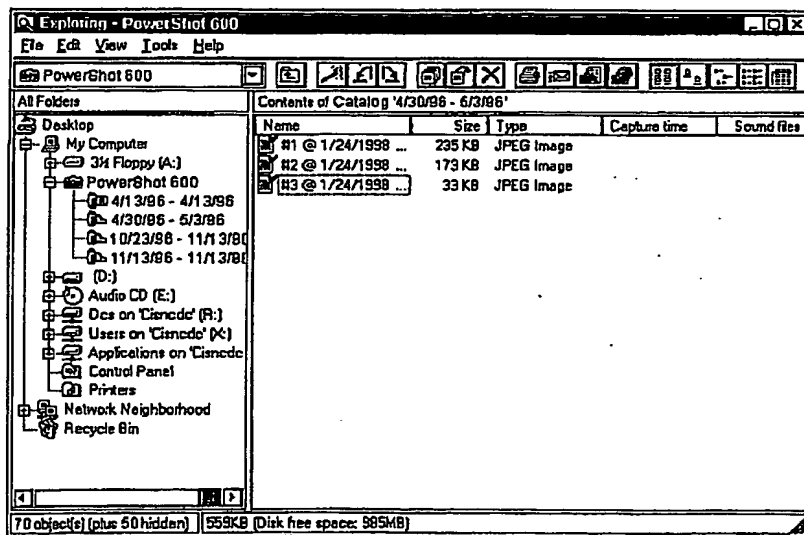 Exploring - PowerShot 600
File Edit View Tools Help
PowerShot 600
All Folders
Contents of Catalog '4/30/96 - 5/3/96'
Desktop
My Computer
3½ Floppy (A:)
PowerShot 600
4/13/96 - 4/13/96
4/30/96 - 5/3/96
10/23/96 - 11/13/96
11/13/96 - 11/13/96
(D:)
Audio CD (E:)
Dcs on 'Cisncde' (R:)
Users on 'Cisncde' (X:)
Applications on 'Cisncde
Control Panel
Printers
Network Neighborhood
Recycle Bin
Name Size Type Capture time Sound files
#1 @ 1/24/1998 ... 235 KB JPEG Image
#2 @ 1/24/1998 ... 173 KB JPEG Image
#3 @ 1/24/1998 ... 33 KB JPEG Image
70 object(s) (plus 50 hidden) 559KB (Disk free space: 985MB)